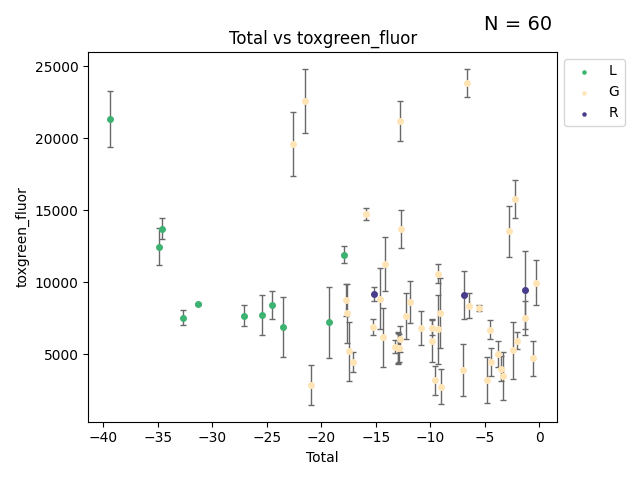 N = 60
Total vs toxgreen_fluor
25000
20000
15000
10000
5000
toxgreen_fluor
−40 −35 −30 −25 −20 −15 −10 −5 0
Total
L
G
R